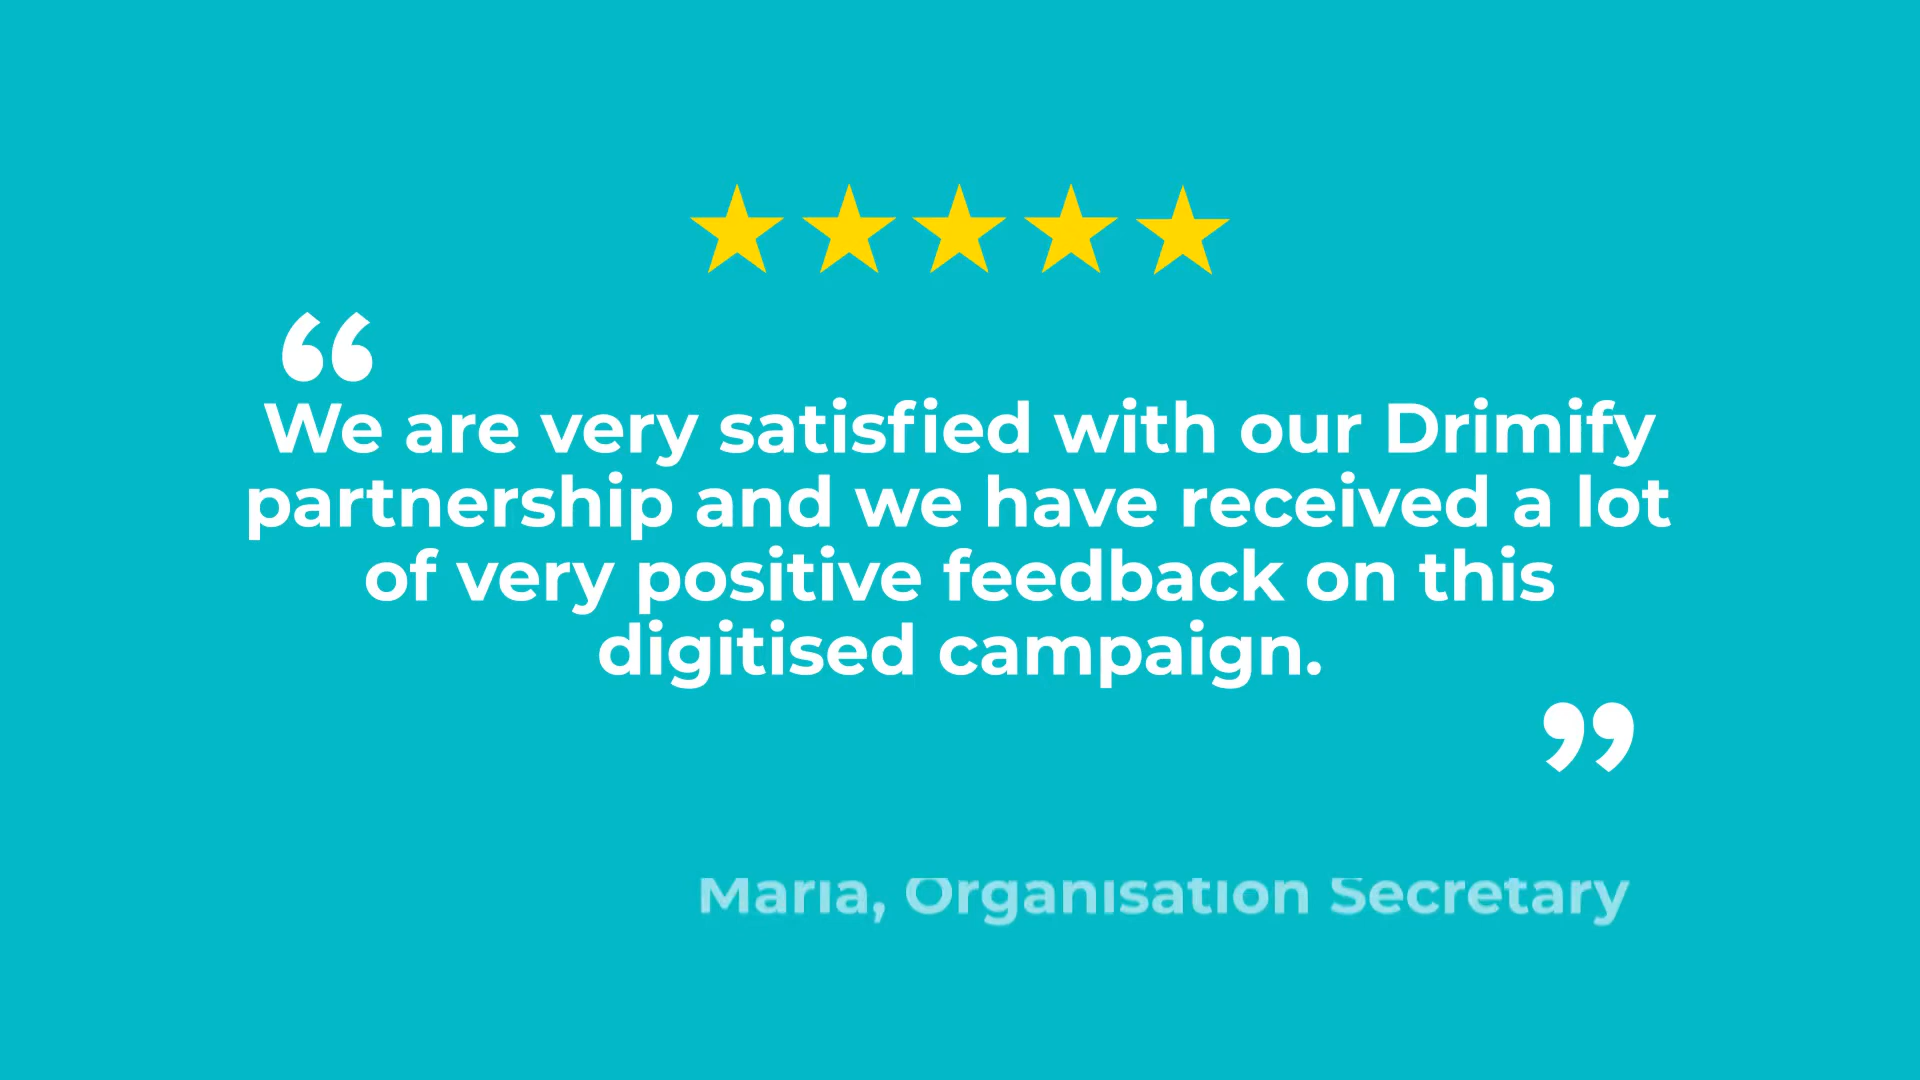 “
We are very satisfied with our Drimify
partnership and we have received a lot
of very positive feedback on this
digitised campaign.
”
Maria, Organisation Secretary